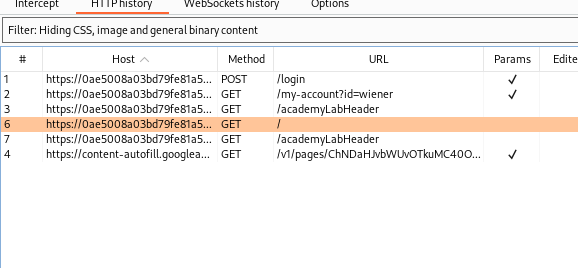 Intercept HTTP history WebSockets history Options
Filter: Hiding CSS, image and general binary content
# Host Method URL Params Edite
1 https://0ae5008a03bd79fe81a5... POST /login ✓
2 https://0ae5008a03bd79fe81a5... GET /my-account?id=wiener ✓
3 https://0ae5008a03bd79fe81a5... GET /academyLabHeader
6 https://0ae5008a03bd79fe81a5... GET /
7 https://0ae5008a03bd79fe81a5... GET /academyLabHeader
4 https://content-autofill.googlea... GET /v1/pages/ChNDaHJvbWUvOTkuMC40O... ✓